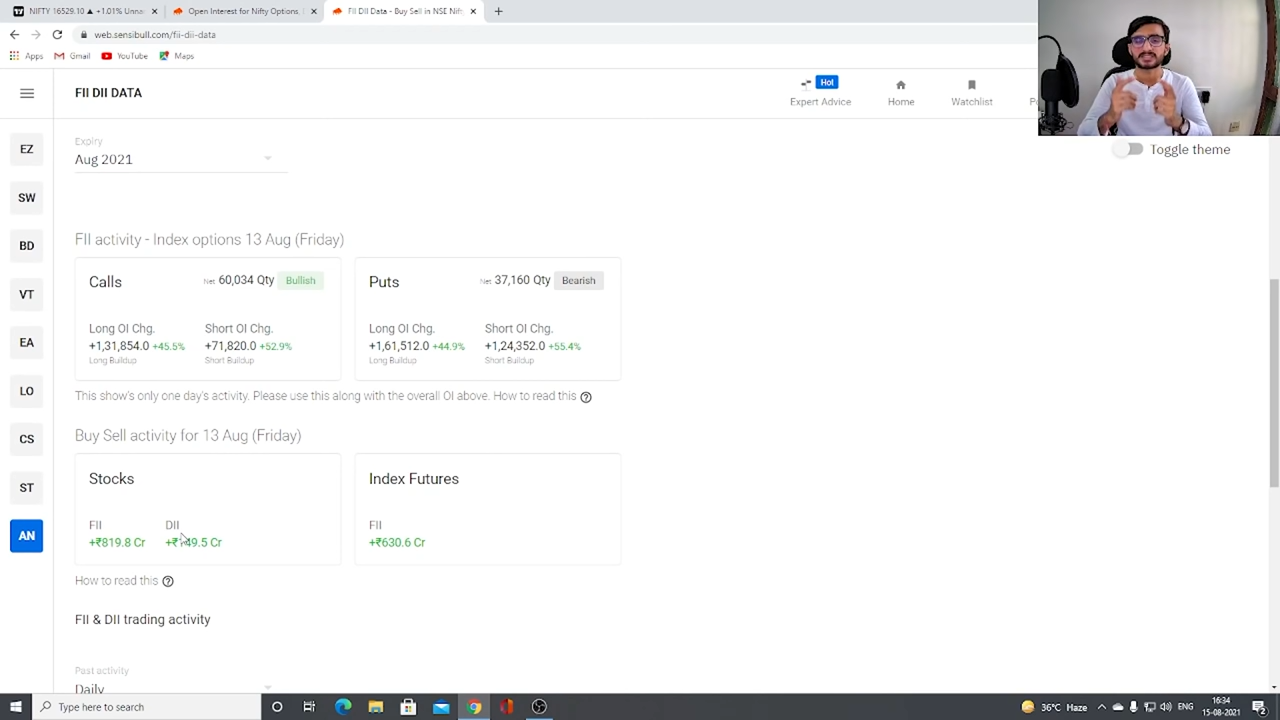 NIFTY 16529.10 ▲ +1.01% Unna
Open Interest for Nifty Options,
FII DII Data - Buy Sell in NSE Nift
web.sensibull.com/fii-dii-data
Apps
Gmail
YouTube
Maps
FII DII DATA
Hot
Expert Advice
Home
Watchlist
Expiry
Aug 2021
Toggle theme
EZ
SW
BD
VT
EA
LO
CS
ST
AN
FII activity - Index options 13 Aug (Friday)
Calls
Net 60,034 Qty Bullish
Long OI Chg.
+1,31,854.0 +45.5%
Long Buildup
Short OI Chg.
+71,820.0 +52.9%
Short Buildup
Puts
Net 37,160 Qty Bearish
Long OI Chg.
+1,61,512.0 +44.9%
Long Buildup
Short OI Chg.
+1,24,352.0 +55.4%
Short Buildup
This show's only one day's activity. Please use this along with the overall OI above. How to read this
Buy Sell activity for 13 Aug (Friday)
Stocks
FII
+₹819.8 Cr
DII
Index Futures
FII
+₹630.6 Cr
How to read this
FII & DII trading activity
Past activity
Daily
Type here to search
36°C Haze
ENG
16:34
15-08-2021
2